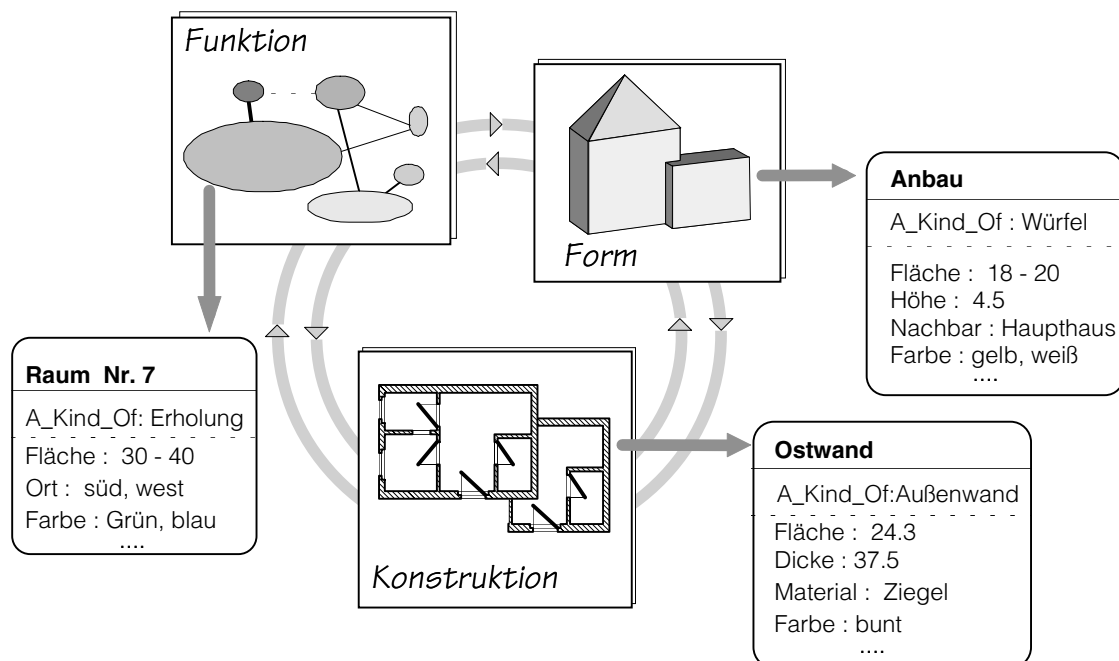 Funktion
Form
Anbau
A_Kind_Of : Würfel
Fläche : 18 - 20
Höhe : 4.5
Nachbar : Haupthaus
Farbe : gelb, weiß
....
Raum Nr. 7
A_Kind_Of: Erholung
Fläche : 30 - 40
Ort : süd, west
Farbe : Grün, blau
....
Konstruktion
Ostwand
A_Kind_Of:Außenwand
Fläche : 24.3
Dicke : 37.5
Material : Ziegel
Farbe : bunt
....